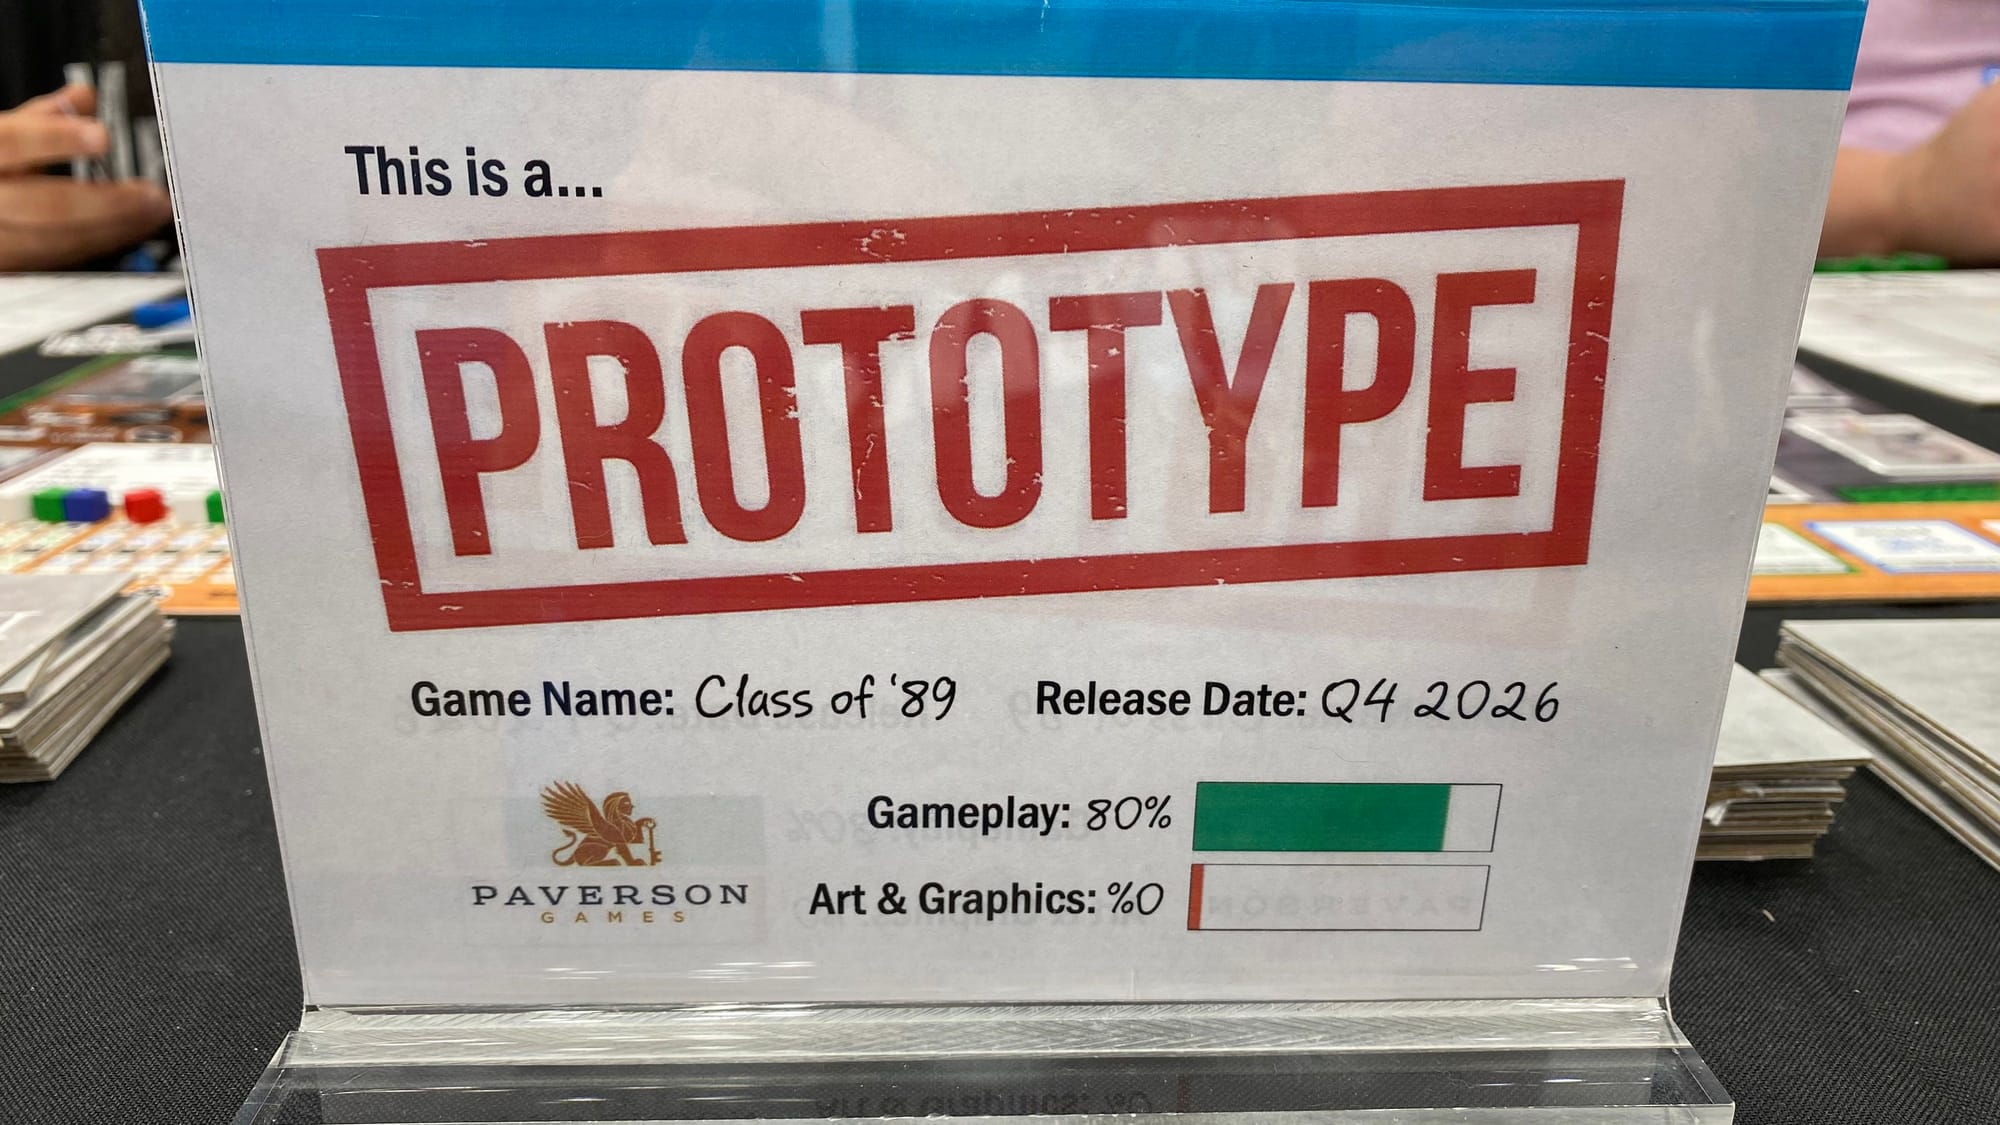 This is a...
PROTOTYPE
Game Name: Class of '89 Release Date: Q4 2026
Gameplay: 80%
Art & Graphics: %0
PAVERSON
GAMES